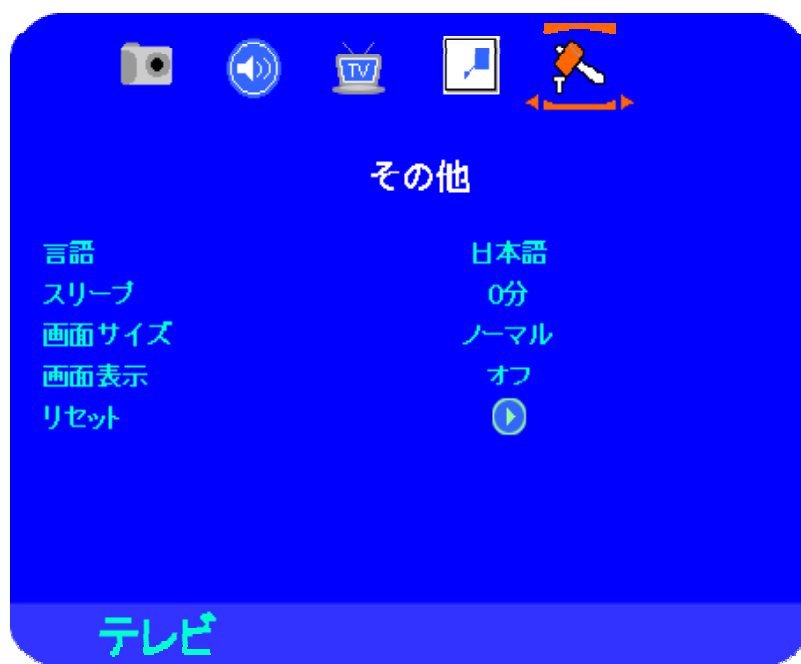 TV
その他
言語 日本語
スリーブ 0分
画面サイズ ノーマル
画面表示 オフ
リセット
テレビ